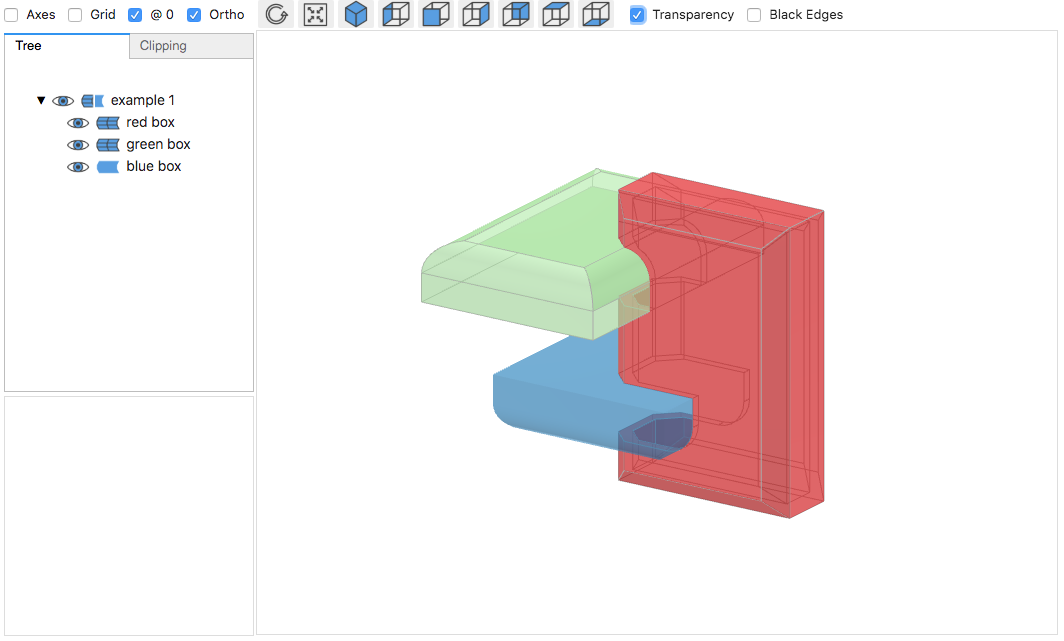 Axes Grid @ 0 Ortho Transparency Black Edges
Tree Clipping
▼ example 1
red box
green box
blue box